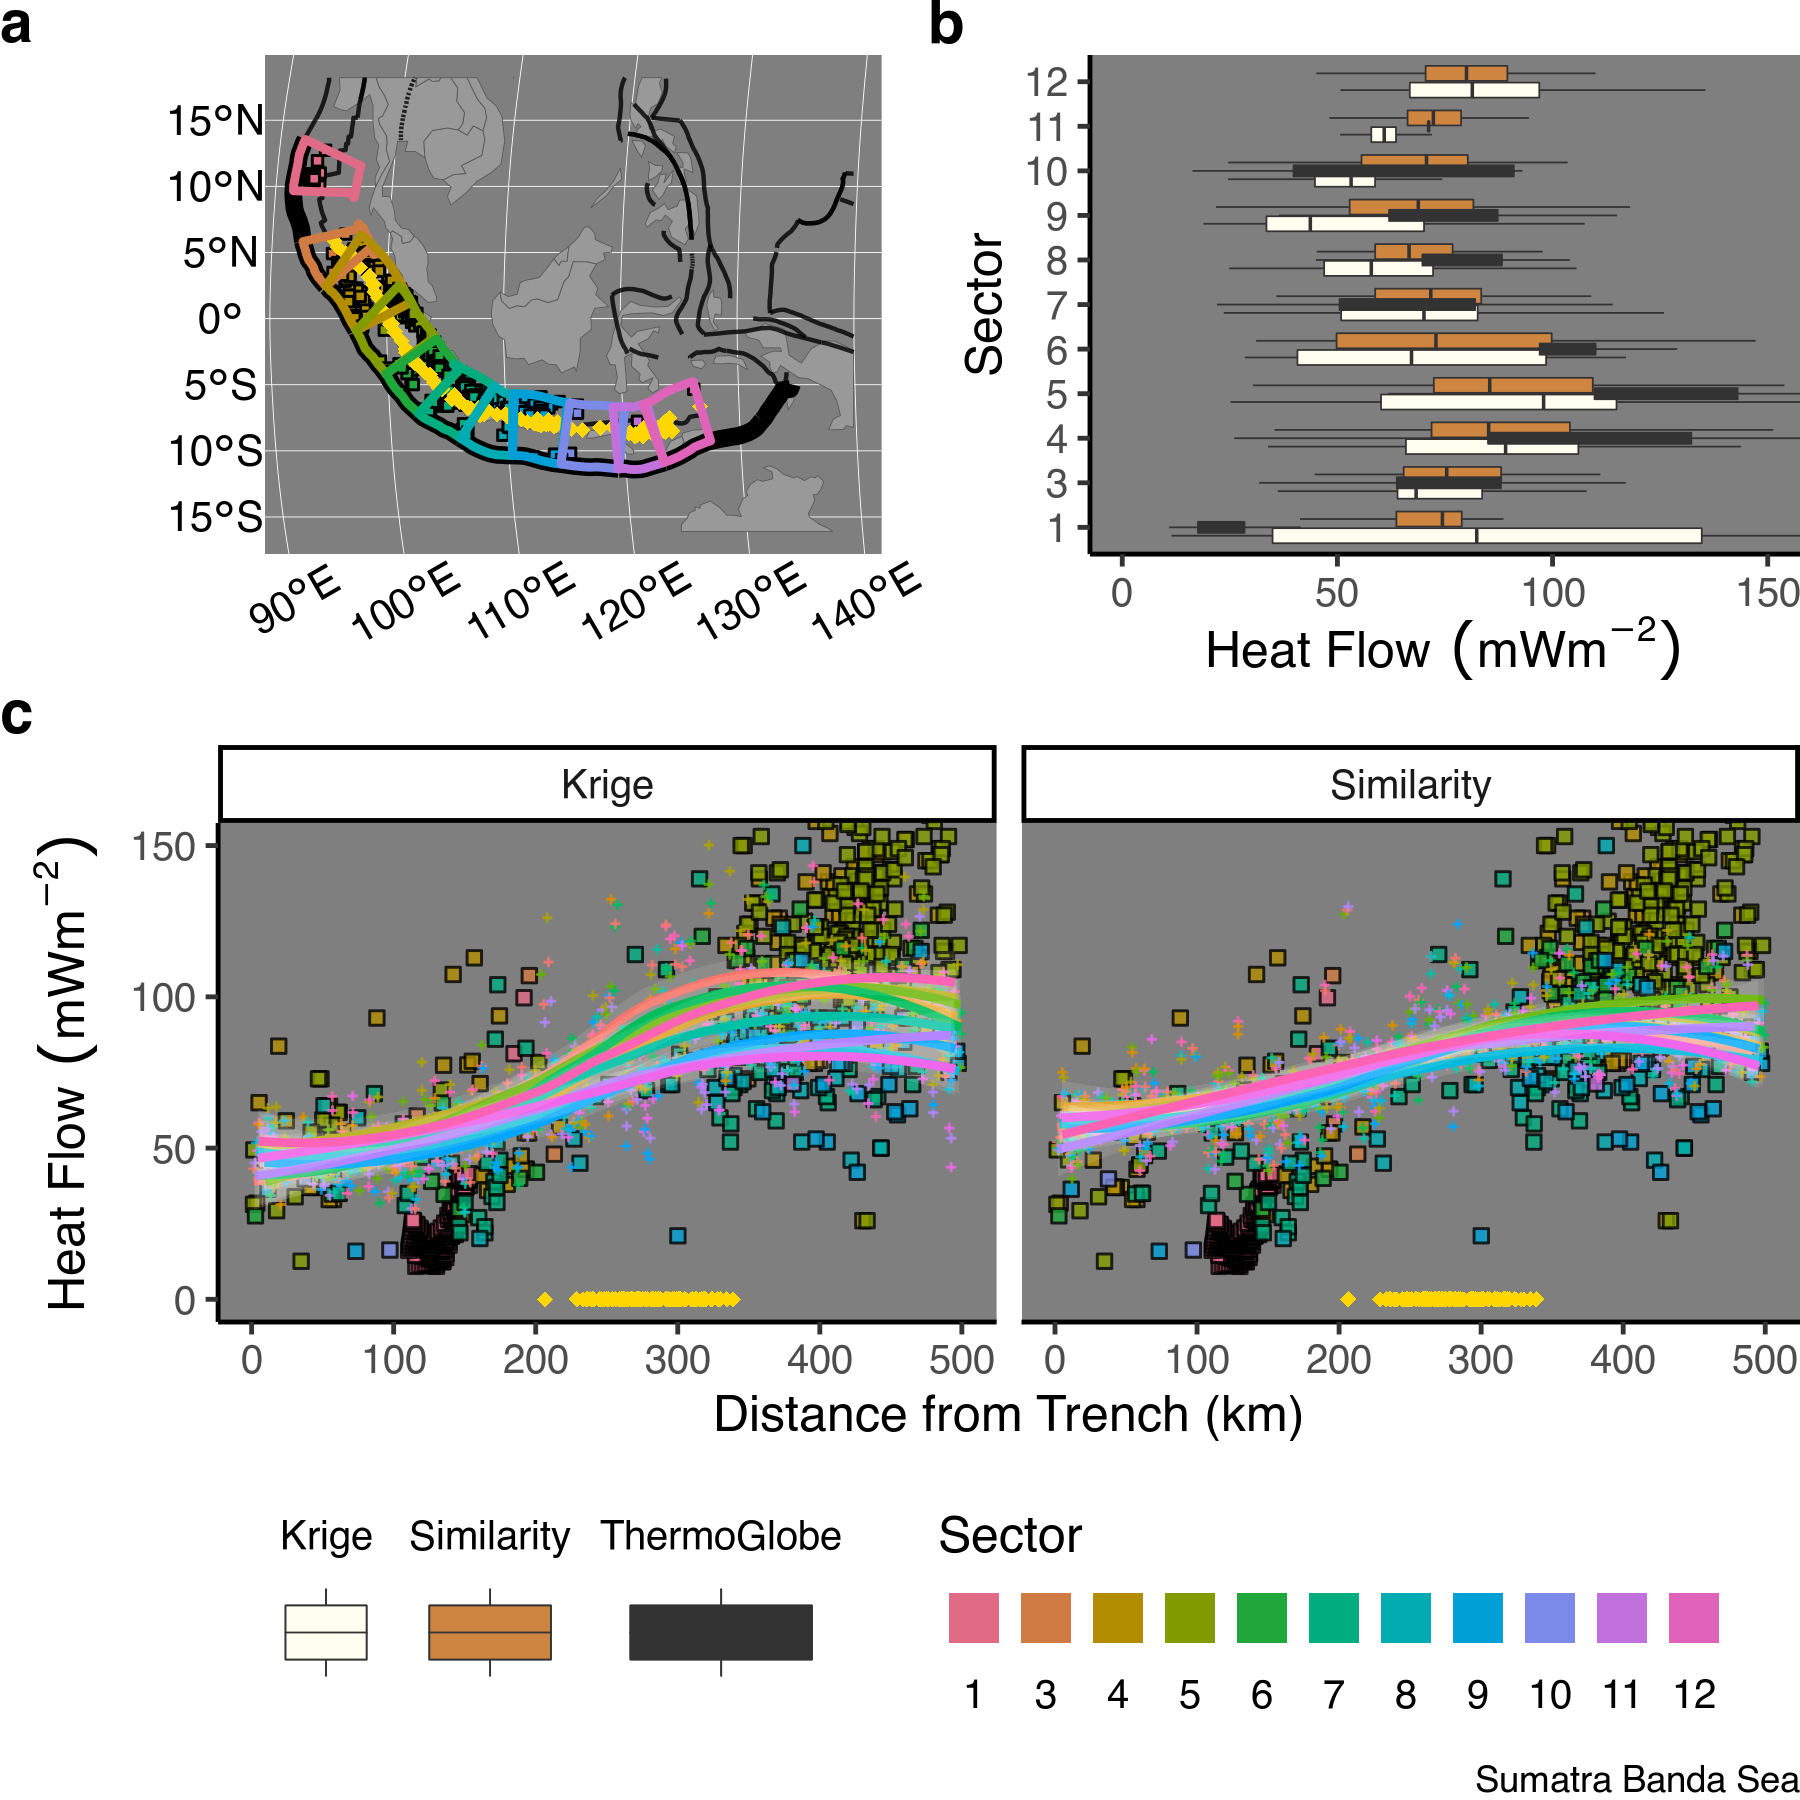 a
15°N
10°N
5°N
0°
5°S
10°S
15°S
90°E 100°E 110°E 120°E 130°E 140°E
b
Sector
12
11
10
9
8
7
6
5
4
3
1
0 50 100 150
Heat Flow (mWm−2)
c
Krige Similarity
Heat Flow (mWm−2)
150
100
50
0
0 100 200 300 400 500 0 100 200 300 400 500
Distance from Trench (km)
Krige Similarity ThermoGlobe
Sector
1 3 4 5 6 7 8 9 10 11 12
Sumatra Banda Sea